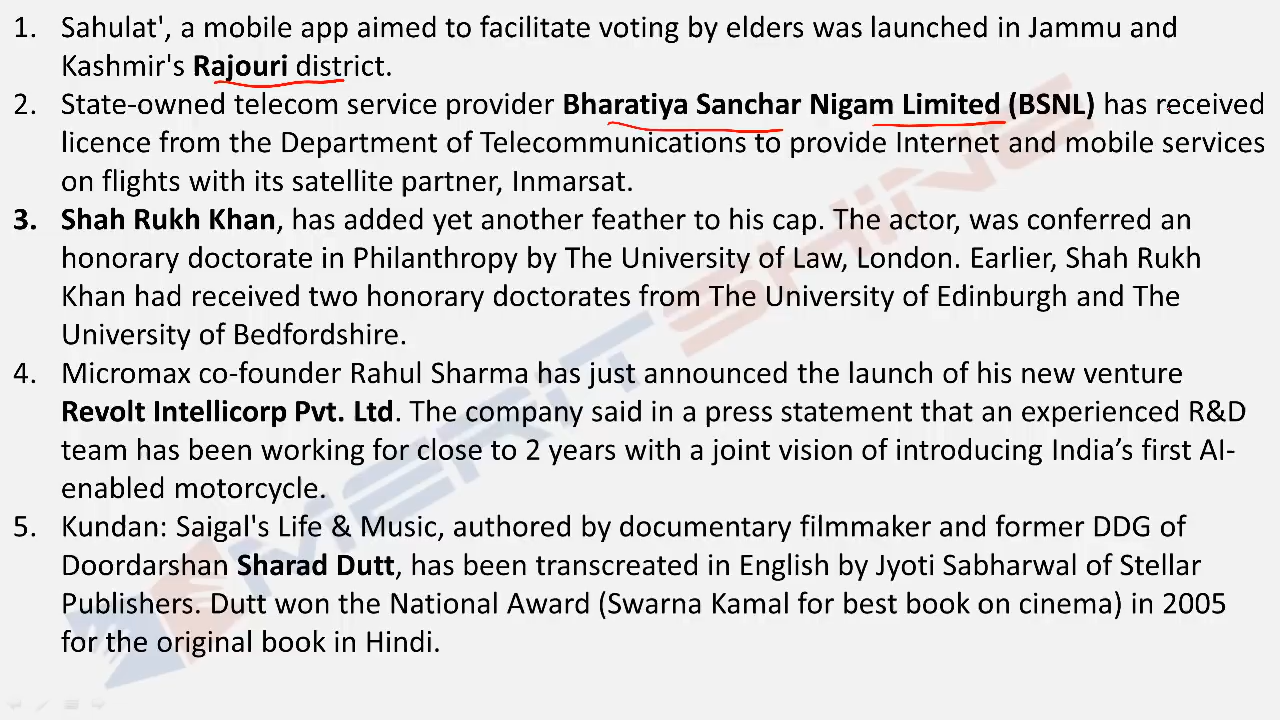 1. Sahulat', a mobile app aimed to facilitate voting by elders was launched in Jammu and
Kashmir's Rajouri district.
2. State-owned telecom service provider Bharatiya Sanchar Nigam Limited (BSNL) has received
licence from the Department of Telecommunications to provide Internet and mobile services
on flights with its satellite partner, Inmarsat.
3. Shah Rukh Khan, has added yet another feather to his cap. The actor, was conferred an
honorary doctorate in Philanthropy by The University of Law, London. Earlier, Shah Rukh
Khan had received two honorary doctorates from The University of Edinburgh and The
University of Bedfordshire.
4. Micromax co-founder Rahul Sharma has just announced the launch of his new venture
Revolt Intellicorp Pvt. Ltd. The company said in a press statement that an experienced R&D
team has been working for close to 2 years with a joint vision of introducing India’s first AI-
enabled motorcycle.
5. Kundan: Saigal's Life & Music, authored by documentary filmmaker and former DDG of
Doordarshan Sharad Dutt, has been transcreated in English by Jyoti Sabharwal of Stellar
Publishers. Dutt won the National Award (Swarna Kamal for best book on cinema) in 2005
for the original book in Hindi.
MERITSHINE